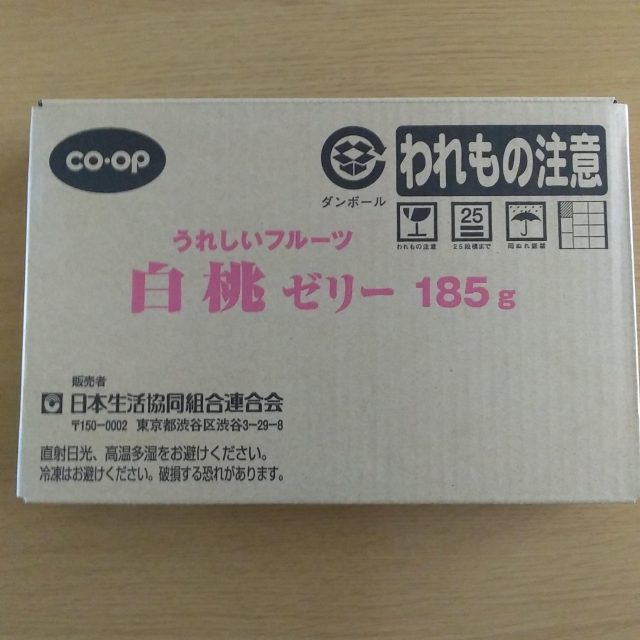 co・op
ダンボール
われもの注意
われもの注意
25
25段積まで
雨ぬれ厳禁
うれしいフルーツ
白桃ゼリー 185g
販売者
日本生活協同組合連合会
〒150-0002 東京都渋谷区渋谷3-29-8
直射日光、高温多湿をお避けください。
冷凍はお避けください。破損する恐れがあります。